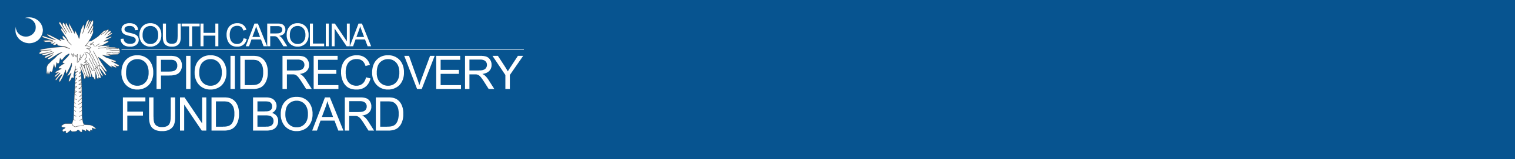 SOUTH CAROLINA
OPIOID RECOVERY
FUND BOARD